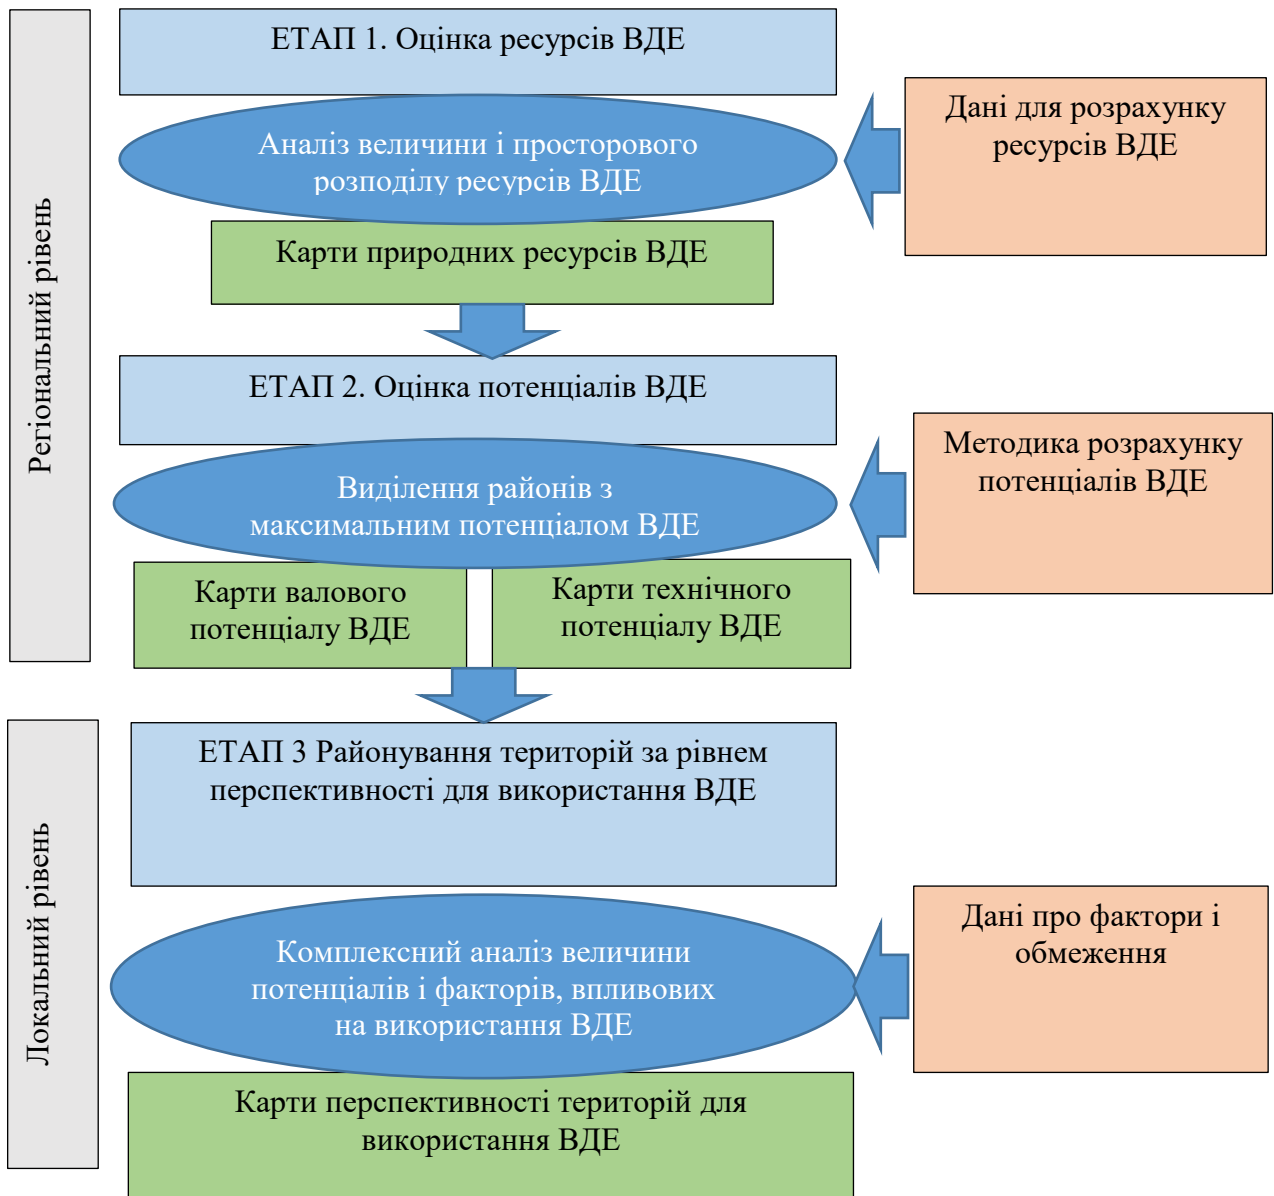 Регіональний рівень
ЕТАП 1. Оцінка ресурсів ВДЕ
Аналіз величини і просторового
розподілу ресурсів ВДЕ
Дані для розрахунку
ресурсів ВДЕ
Карти природних ресурсів ВДЕ
ЕТАП 2. Оцінка потенціалів ВДЕ
Виділення районів з
максимальним потенціалом ВДЕ
Методика розрахунку
потенціалів ВДЕ
Карти валового
потенціалу ВДЕ
Карти технічного
потенціалу ВДЕ
Локальний рівень
ЕТАП 3 Районування територій за рівнем
перспективності для використання ВДЕ
Комплексний аналіз величини
потенціалів і факторів, впливових
на використання ВДЕ
Дані про фактори і
обмеження
Карти перспективності територій для
використання ВДЕ